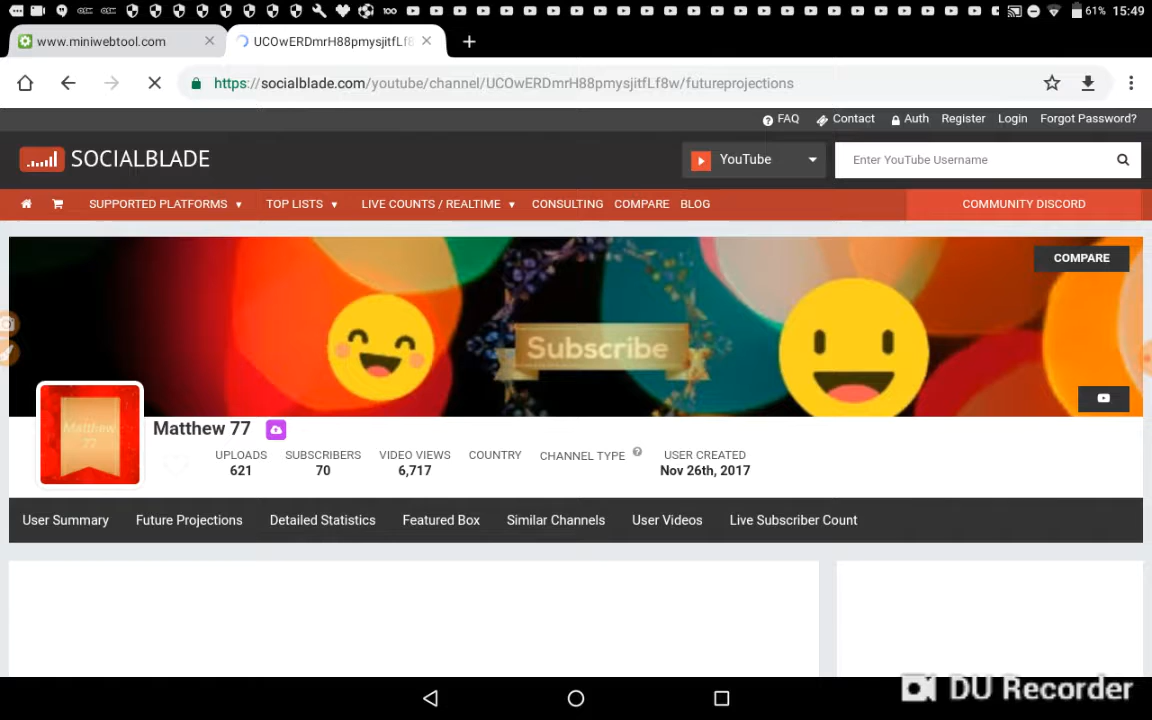 61% 15:49
www.miniwebtool.com UCOwERDmrH88pmysjitfLf8
https://socialblade.com/youtube/channel/UCOwERDmrH88pmysjitfLf8w/futureprojections
FAQ Contact Auth Register Login Forgot Password?
SOCIALBLADE YouTube Enter YouTube Username
SUPPORTED PLATFORMS TOP LISTS LIVE COUNTS / REALTIME CONSULTING COMPARE BLOG COMMUNITY DISCORD
COMPARE
Subscribe
Matthew 77
Matthew 77
UPLOADS SUBSCRIBERS VIDEO VIEWS COUNTRY CHANNEL TYPE USER CREATED
621 70 6,717 Nov 26th, 2017
User Summary Future Projections Detailed Statistics Featured Box Similar Channels User Videos Live Subscriber Count
DU Recorder